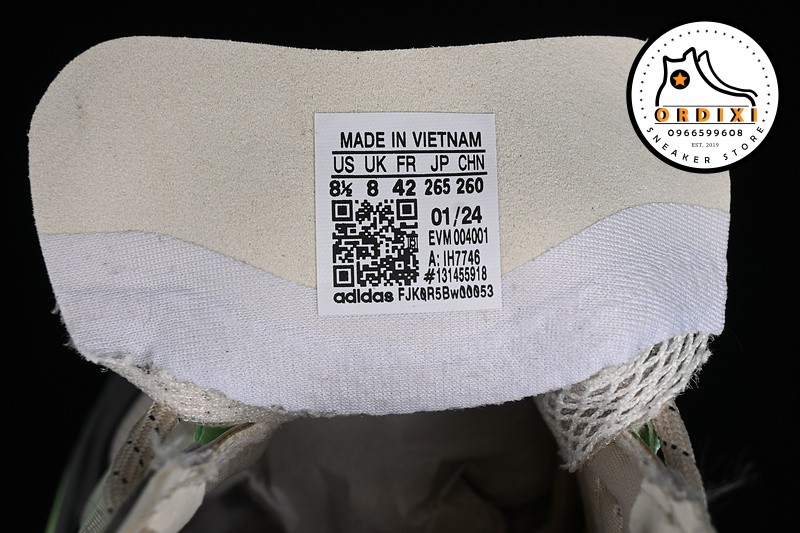 MADE IN VIETNAM
US UK FR JP CHN
8½ 8 42 265 260
01/24
EVM 004001
A: IH7746
#131455918
adidas FJKQR5Bw00053
ORDIXI
0966599608
EST. 2019
SNEAKER STORE